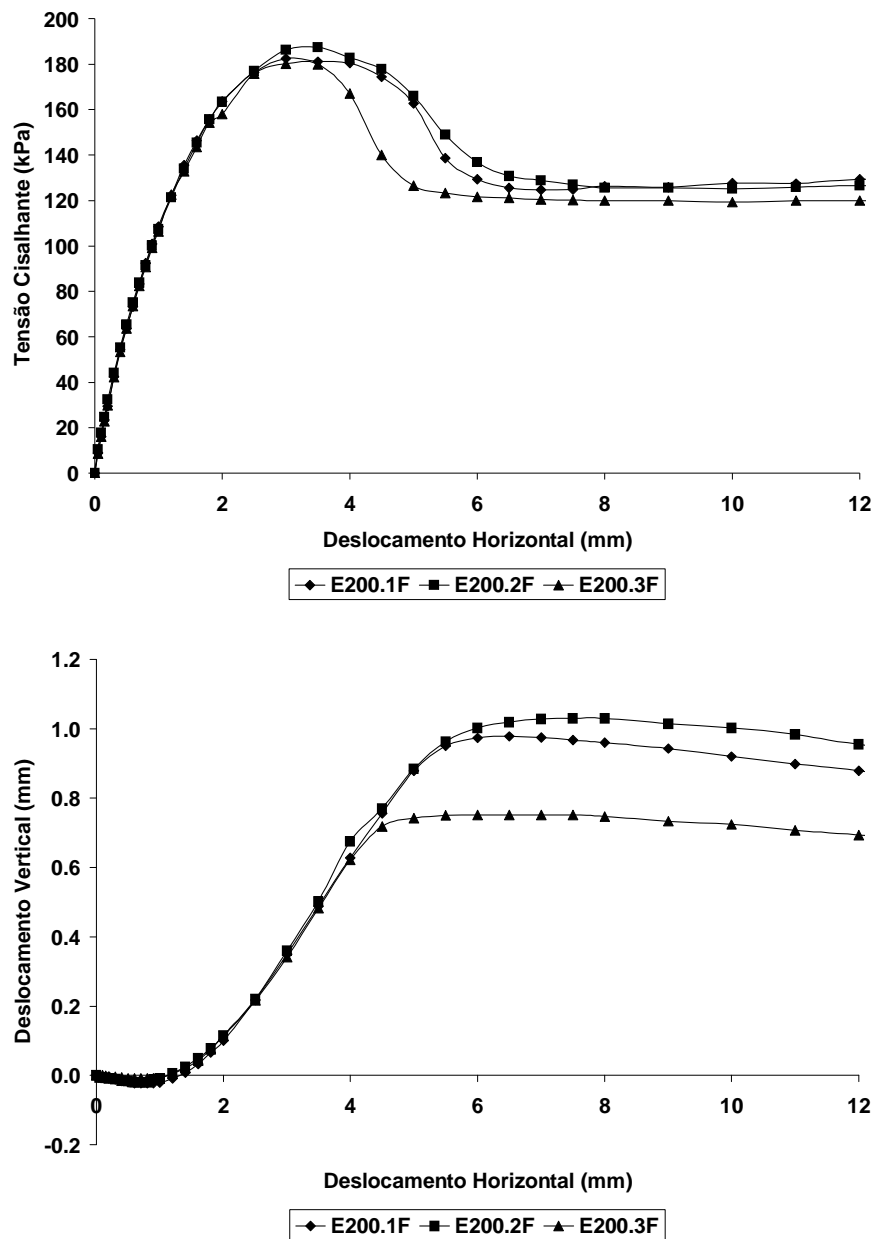 200
180
160
140
120
100
80
60
40
20
0
Tensão Cisalhante (kPa)
0 2 4 6 8 10 12
Deslocamento Horizontal (mm)
E200.1F E200.2F E200.3F
1.2
1.0
0.8
0.6
0.4
0.2
0.0
-0.2
Deslocamento Vertical (mm)
0 2 4 6 8 10 12
Deslocamento Horizontal (mm)
E200.1F E200.2F E200.3F